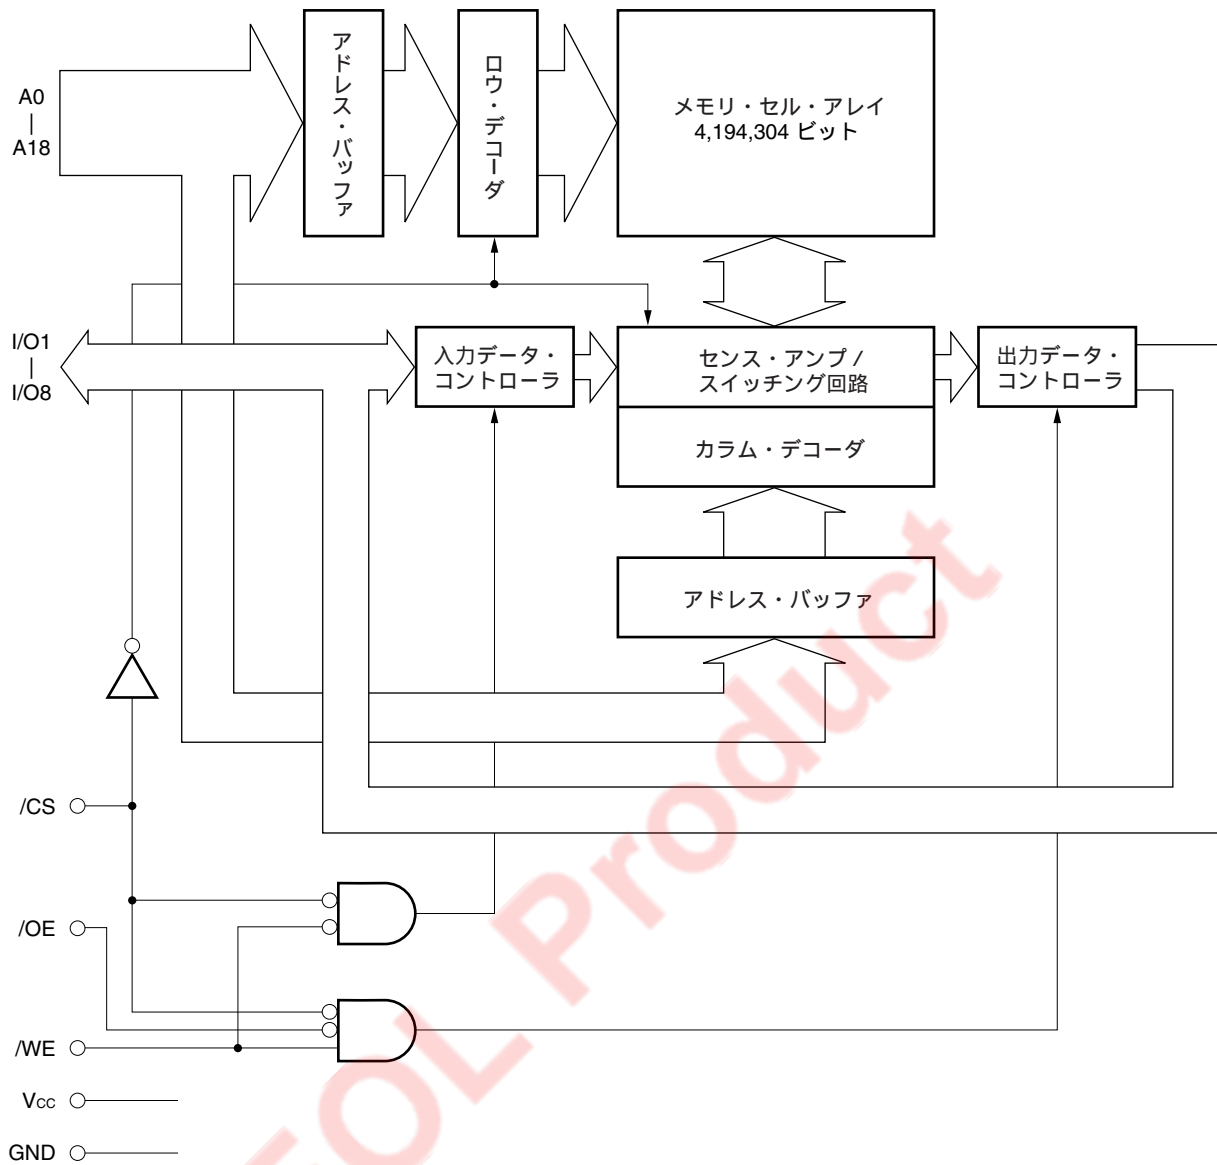 アドレス・バッファ
ロウ・デコーダ
メモリ・セル・アレイ
4,194,304 ビット
A0
|
A18
I/O1
|
I/O8
入力データ・
コントローラ
センス・アンプ /
スイッチング回路
出力データ・
コントローラ
カラム・デコーダ
アドレス・バッファ
/CS
/OE
/WE
VCC
GND
EOL Product